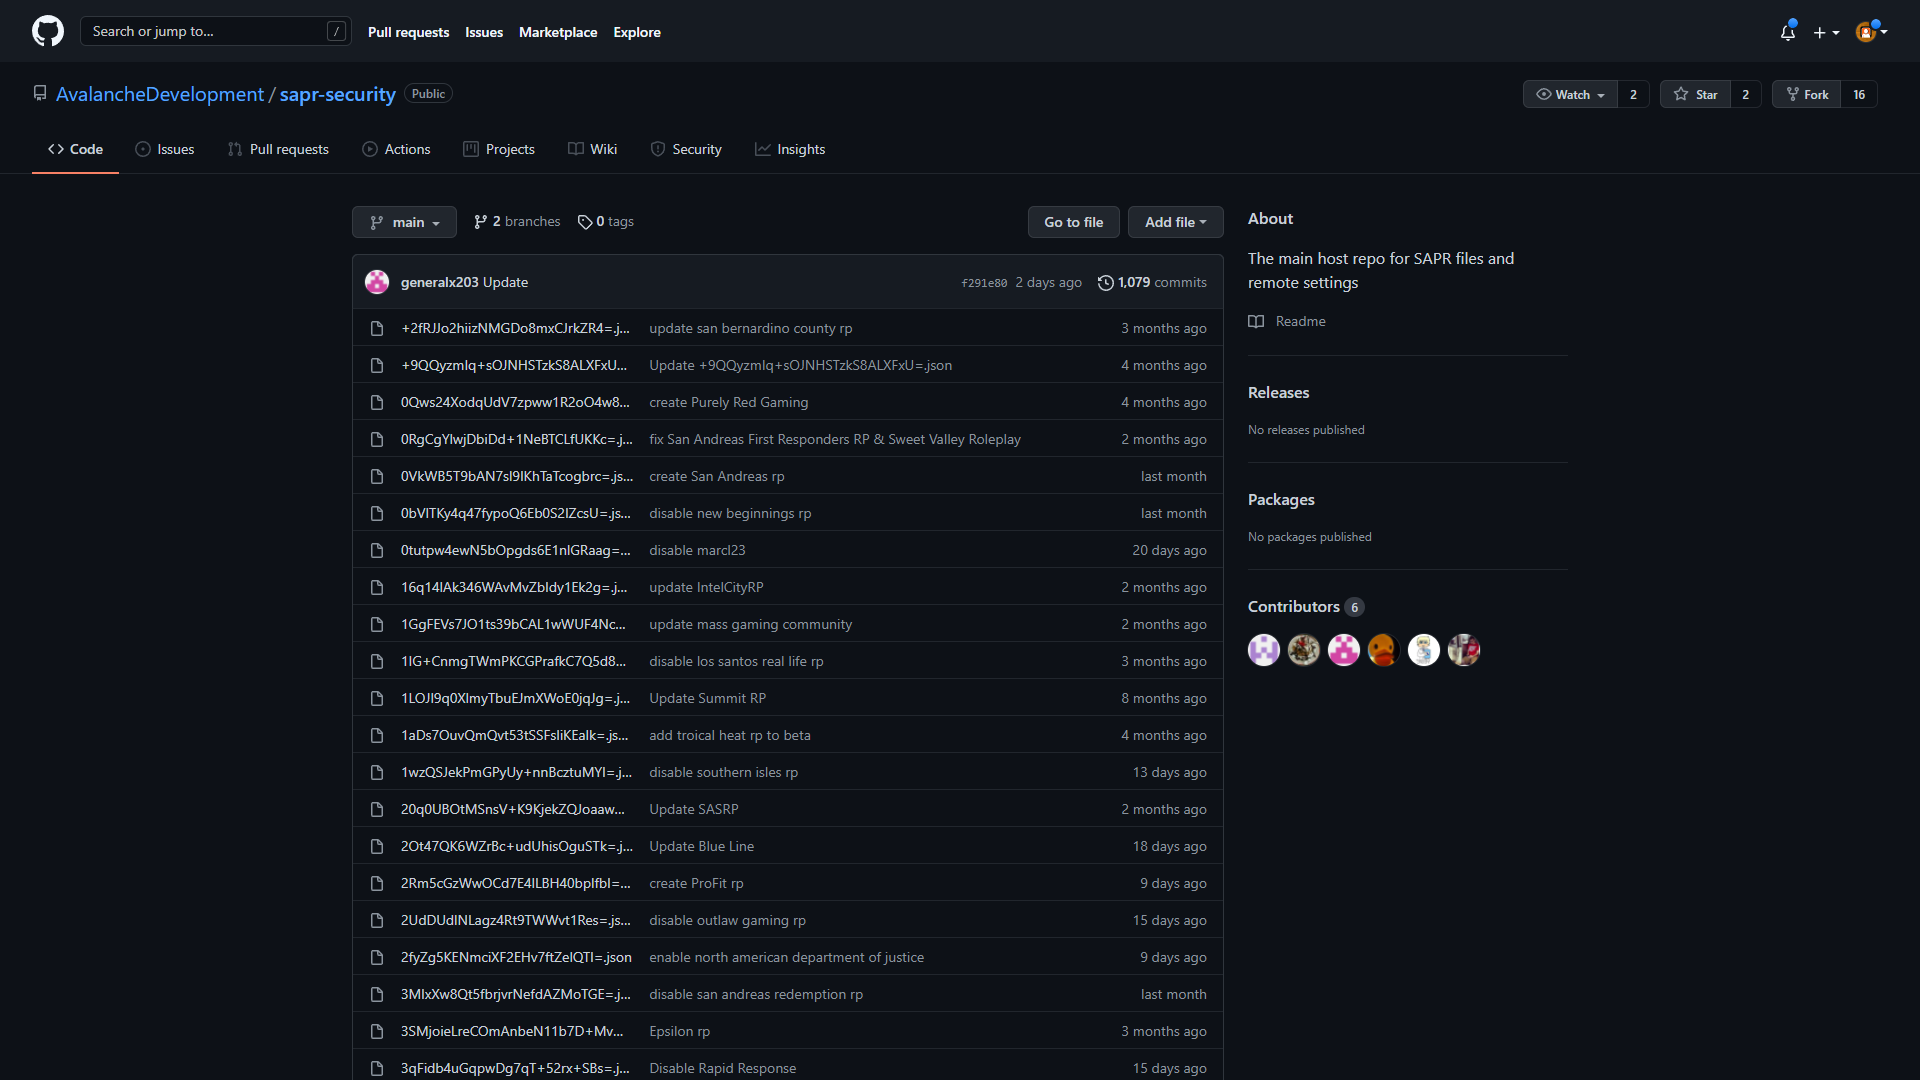 Search or jump to... /
Pull requests
Issues
Marketplace
Explore
AvalancheDevelopment / sapr-security Public
Watch 2
Star 2
Fork 16
Code
Issues
Pull requests
Actions
Projects
Wiki
Security
Insights
main
2 branches
0 tags
Go to file
Add file
generalx203 Update f291e80 2 days ago 1,079 commits
+2fRJJo2hiizNMGDo8mxCJrkZR4=.j... update san bernardino county rp 3 months ago
+9QQyzmIq+sOJNHSTzkS8ALXFxU... Update +9QQyzmIq+sOJNHSTzkS8ALXFxU=.json 4 months ago
0Qws24XodqUdV7zpww1R2oO4w8... create Purely Red Gaming 4 months ago
0RgCgYlwjDbiDd+1NeBTCLfUKKc=.j... fix San Andreas First Responders RP & Sweet Valley Roleplay 2 months ago
0VkWB5T9bAN7sI9IKhTaTcogbrc=.js... create San Andreas rp last month
0bVITKy4q47fypoQ6Eb0S2IZcsU=.js... disable new beginnings rp last month
0tutpw4ewN5bOpgds6E1nlGRaag=... disable marcl23 20 days ago
16q14IAk346WAvMvZbIdy1Ek2g=.j... update IntelCityRP 2 months ago
1GgFEVs7JO1ts39bCAL1wWUF4Nc... update mass gaming community 2 months ago
1IG+CnmgTWmPKCGPrafkC7Q5d8... disable los santos real life rp 3 months ago
1LOJI9q0XlmyTbuEJmXWoE0jqJg=.j... Update Summit RP 8 months ago
1aDs7OuvQmQvt53tSSFsliKEalk=.js... add troical heat rp to beta 4 months ago
1wzQSJekPmGPyUy+nnBcztuMYI=.j... disable southern isles rp 13 days ago
20q0UBOtMSnsV+K9KjekZQJoaaw... Update SASRP 2 months ago
2Ot47QK6WZrBc+udUhisOguSTk=.j... Update Blue Line 18 days ago
2Rm5cGzWwOCd7E4ILBH40bpIfbI=... create ProFit rp 9 days ago
2UdDUdINLagz4Rt9TWWvt1Res=.js... disable outlaw gaming rp 15 days ago
2fyZg5KENmciXF2EHv7ftZelQTI=.json enable north american department of justice 9 days ago
3MIxXw8Qt5fbrjvrNefdAZMoTGE=.j... disable san andreas redemption rp last month
3SMjoieLreCOmAnbeN11b7D+Mv... Epsilon rp 3 months ago
3qFidb4uGqpwDg7qT+52rx+SBs=.j... Disable Rapid Response 15 days ago
About
The main host repo for SAPR files and
remote settings
Readme
Releases
No releases published
Packages
No packages published
Contributors 6